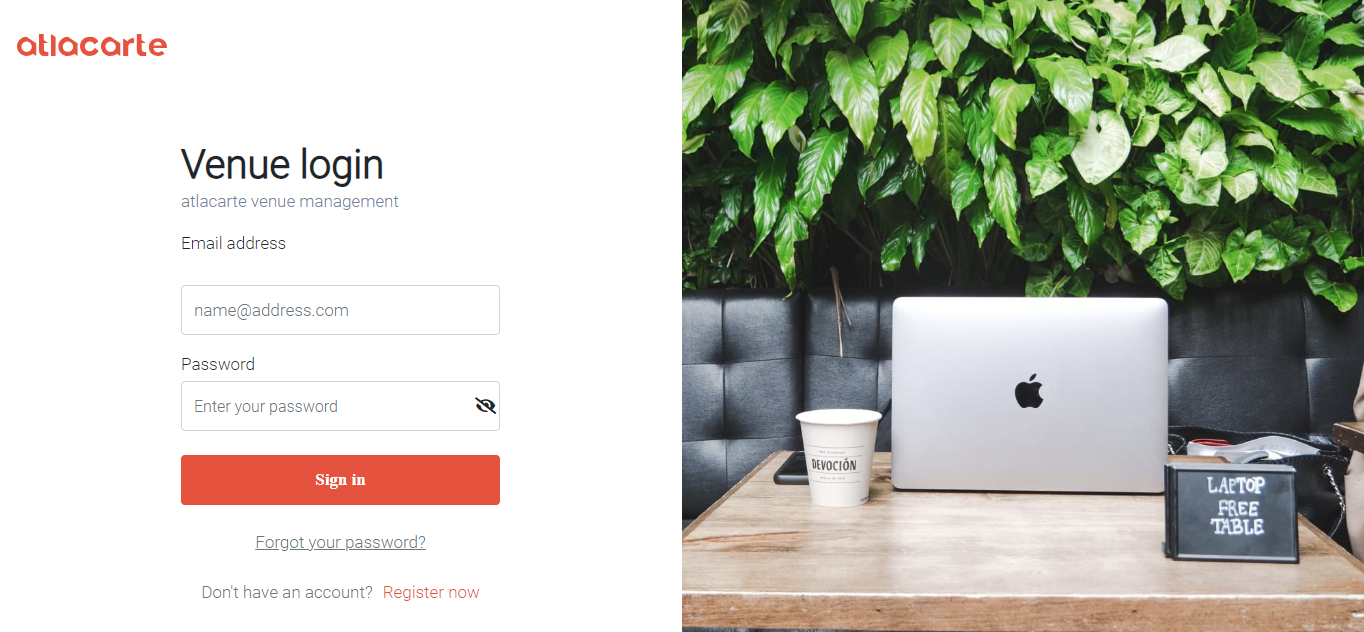 atlacarte
Venue login
atlacarte venue management
Email address
name@address.com
Password
Enter your password
Sign in
Forgot your password?
Don't have an account? Register now
DEVOCIÓN
LAPTOP
FREE
TABLE